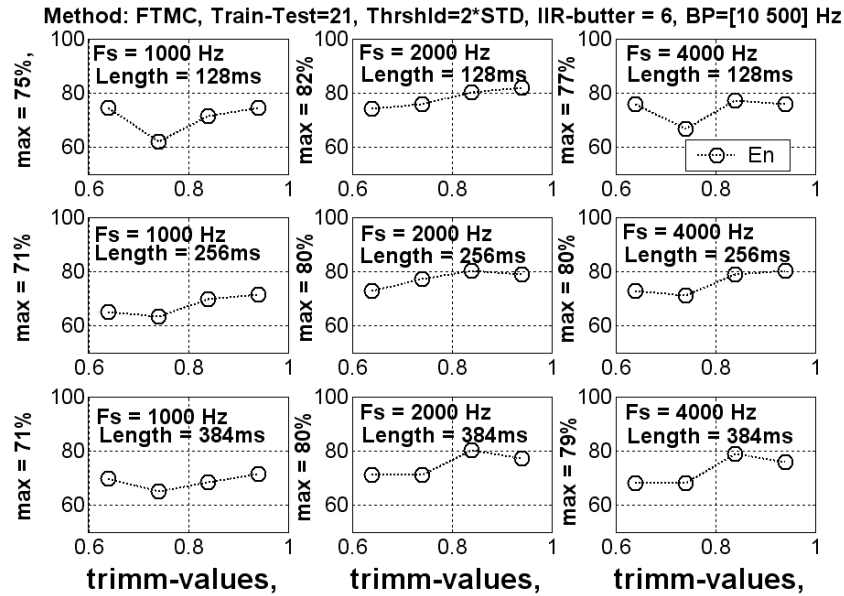 Method: FTMC, Train-Test=21, Thrshld=2*STD, IIR-butter = 6, BP=[10 500] Hz
max = 75%,
100
80
60
Fs = 1000 Hz
Length = 128ms
0.6
0.8
1
max = 82%
100
80
60
Fs = 2000 Hz
Length = 128ms
0.6
0.8
1
max = 77%
100
80
60
Fs = 4000 Hz
Length = 128ms
En
0.6
0.8
1
max = 71%
100
80
60
Fs = 1000 Hz
Length = 256ms
0.6
0.8
1
max = 80%
100
80
60
Fs = 2000 Hz
Length = 256ms
0.6
0.8
1
max = 80%
100
80
60
Fs = 4000 Hz
Length = 256ms
0.6
0.8
1
max = 71%
100
80
60
Fs = 1000 Hz
Length = 384ms
0.6
0.8
1
trimm-values,
max = 80%
100
80
60
Fs = 2000 Hz
Length = 384ms
0.6
0.8
1
trimm-values,
max = 79%
100
80
60
Fs = 4000 Hz
Length = 384ms
0.6
0.8
1
trimm-values,